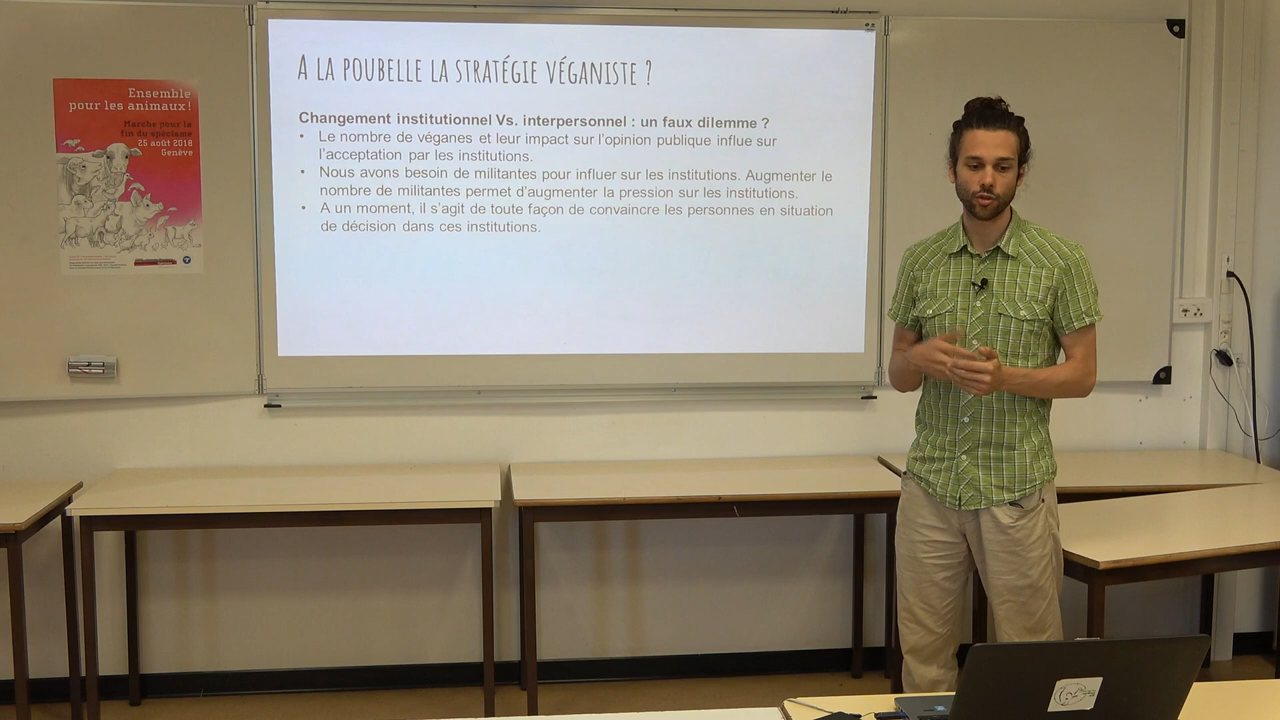 Ensemble
pour les animaux!
Marche pour la
fin du spécisme
25 août 2018
Genève
A LA POUBELLE LA STRATÉGIE VÉGANISTE ?
Changement institutionnel Vs. interpersonnel : un faux dilemme ?
• Le nombre de véganes et leur impact sur l'opinion publique influe sur
l'acceptation par les institutions.
• Nous avons besoin de militantes pour influer sur les institutions. Augmenter le
nombre de militantes permet d'augmenter la pression sur les institutions.
• A un moment, il s'agit de toute façon de convaincre les personnes en situation
de décision dans ces institutions.